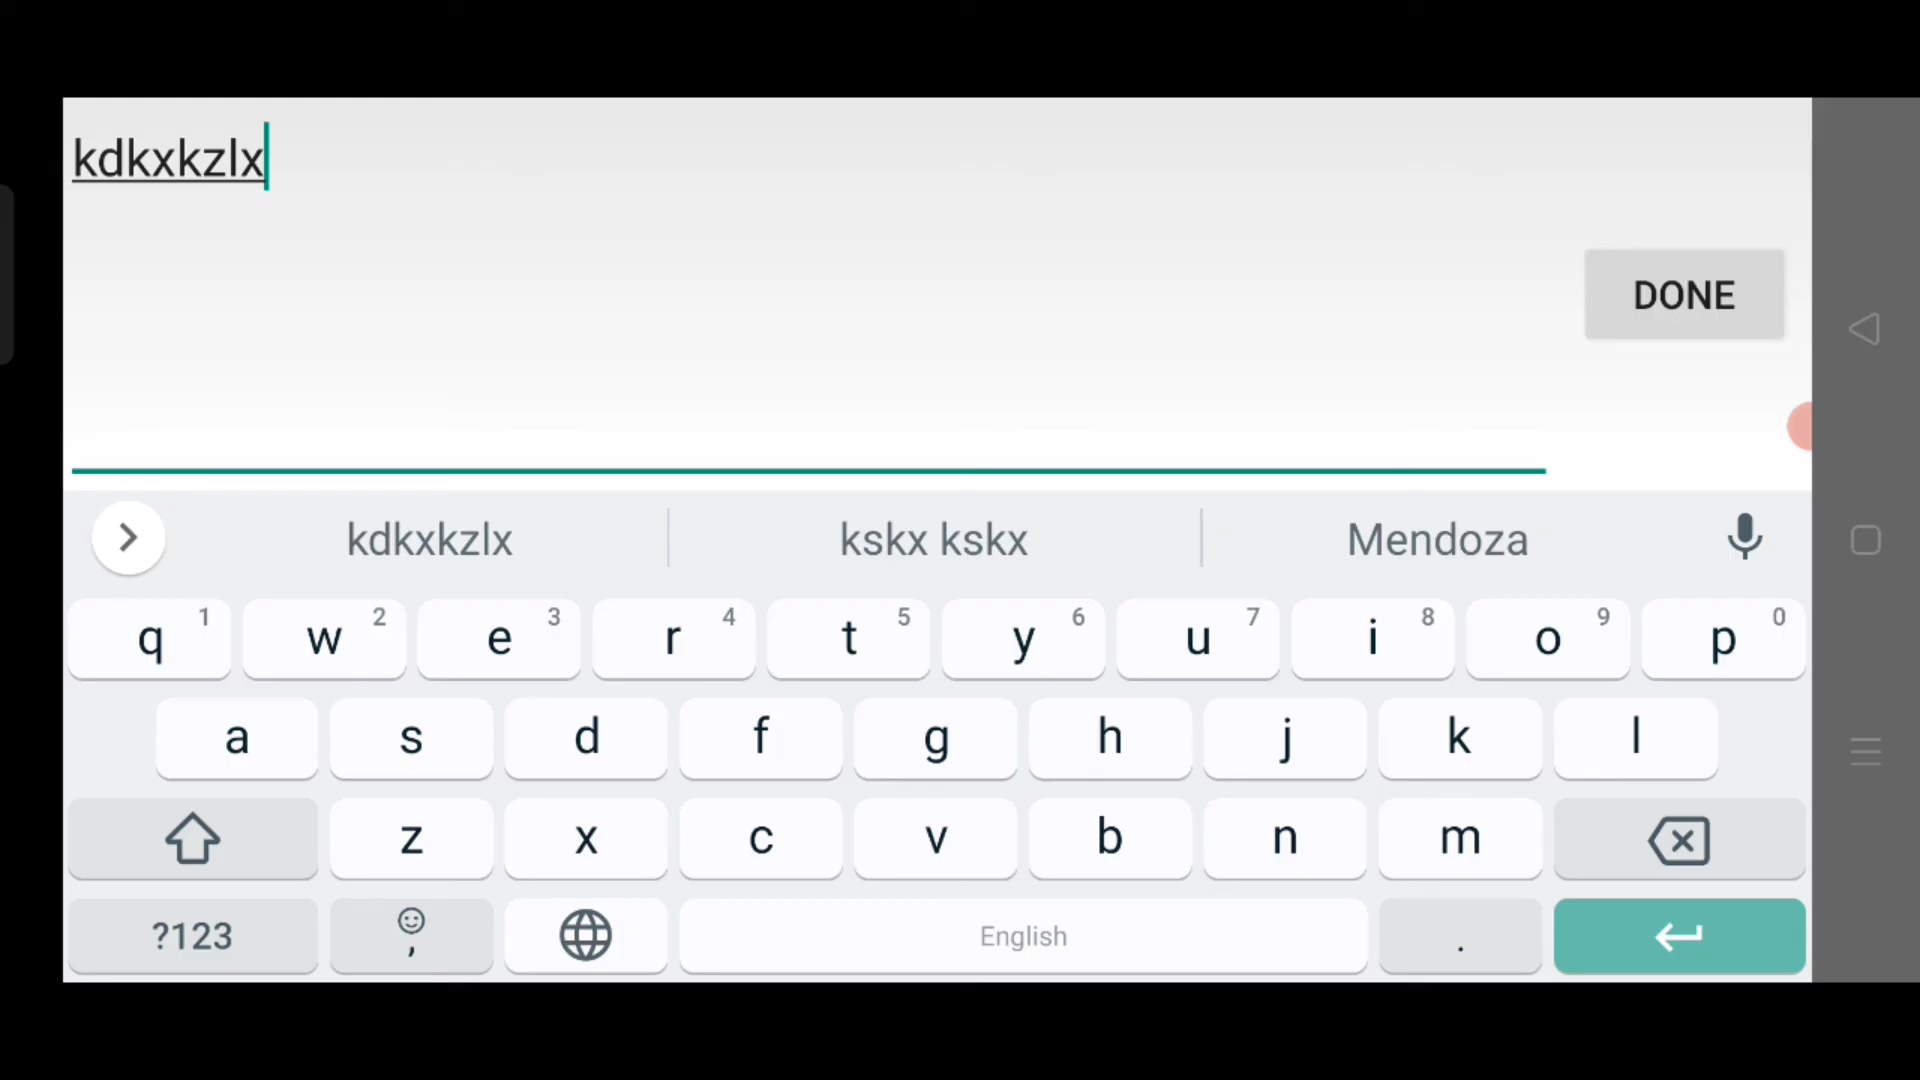 kdkxkzlx
DONE
kdkxkzlx kskx kskx Mendoza
q 1 w 2 e 3 r 4 t 5 y 6 u 7 i 8 o 9 p 0
a s d f g h j k l
z x c v b n m
?123 , English .